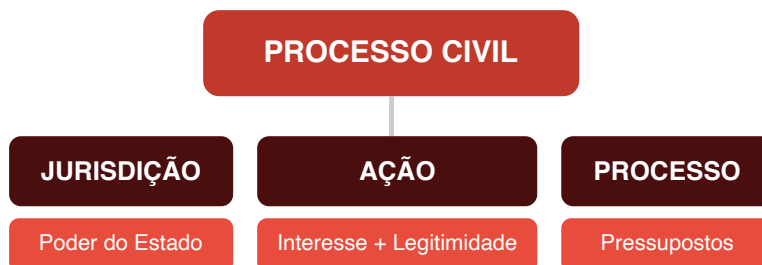 PROCESSO CIVIL
JURISDIÇÃO
AÇÃO
PROCESSO
Poder do Estado
Interesse + Legitimidade
Pressupostos